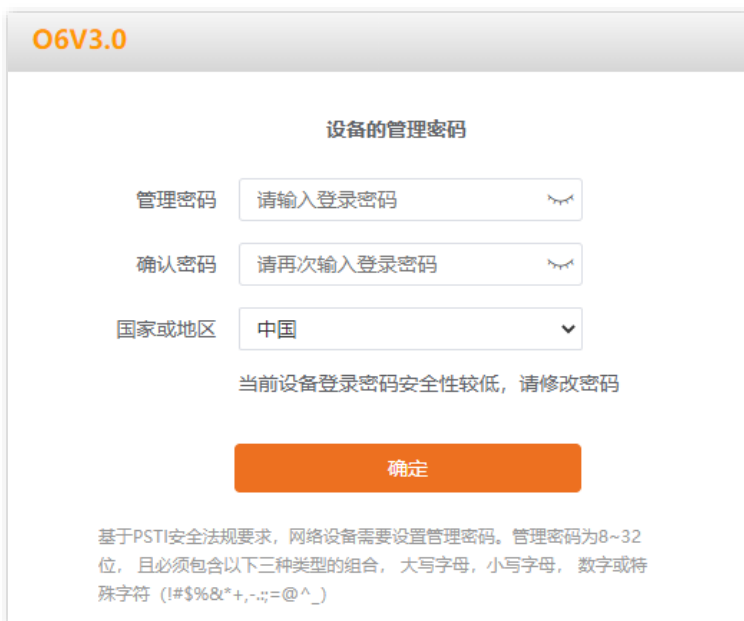 O6V3.0
设备的管理密码
管理密码 请输入登录密码
确认密码 请再次输入登录密码
国家或地区 中国
当前设备登录密码安全性较低，请修改密码
确定
基于PSTI安全法规要求，网络设备需要设置管理密码。管理密码为8~32
位， 且必须包含以下三种类型的组合， 大写字母，小写字母， 数字或特
殊字符 (!#$%&*+,-.:;=@^_)